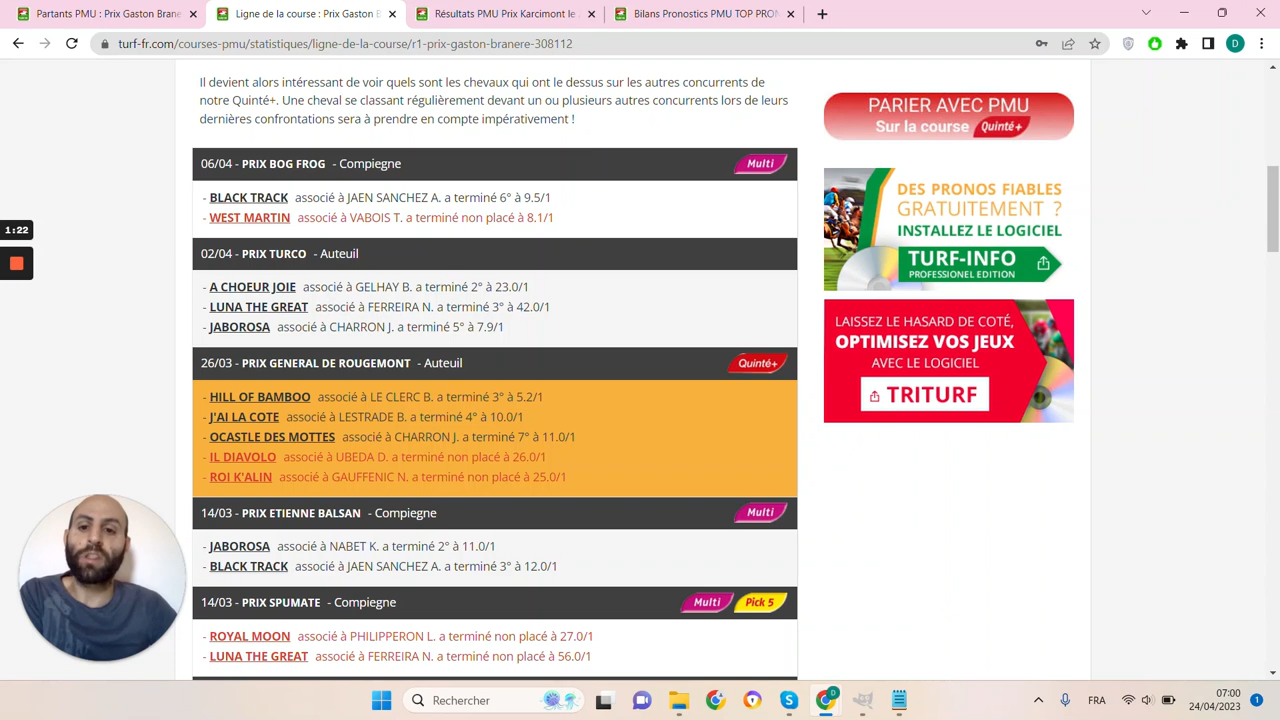 Partants PMU : Prix Gaston Brane
Ligne de la course : Prix Gaston B
Résultats PMU Prix Karcimont le
Bilans Pronostics PMU TOP PRON
turf-fr.com/courses-pmu/statistiques/ligne-de-la-course/r1-prix-gaston-branere-308112
D
Il devient alors intéressant de voir quels sont les chevaux qui ont le dessus sur les autres concurrents de
notre Quinté+. Une cheval se classant régulièrement devant un ou plusieurs autres concurrents lors de leurs
dernières confrontations sera à prendre en compte impérativement !
06/04 - PRIX BOG FROG - Compiegne Multi
- BLACK TRACK associé à JAEN SANCHEZ A. a terminé 6° à 9.5/1
- WEST MARTIN associé à VABOIS T. a terminé non placé à 8.1/1
02/04 - PRIX TURCO - Auteuil
- A CHOEUR JOIE associé à GELHAY B. a terminé 2° à 23.0/1
- LUNA THE GREAT associé à FERREIRA N. a terminé 3° à 42.0/1
- JABOROSA associé à CHARRON J. a terminé 5° à 7.9/1
26/03 - PRIX GENERAL DE ROUGEMONT - Auteuil Quinté+
- HILL OF BAMBOO associé à LE CLERC B. a terminé 3° à 5.2/1
- J'AI LA COTE associé à LESTRADE B. a terminé 4° à 10.0/1
- OCASTLE DES MOTTES associé à CHARRON J. a terminé 7° à 11.0/1
- IL DIAVOLO associé à UBEDA D. a terminé non placé à 26.0/1
- ROI K'ALIN associé à GAUFFENIC N. a terminé non placé à 25.0/1
14/03 - PRIX ETIENNE BALSAN - Compiegne Multi
- JABOROSA associé à NABET K. a terminé 2° à 11.0/1
- BLACK TRACK associé à JAEN SANCHEZ A. a terminé 3° à 12.0/1
14/03 - PRIX SPUMATE - Compiegne Multi Pick 5
- ROYAL MOON associé à PHILIPPERON L. a terminé non placé à 27.0/1
- LUNA THE GREAT associé à FERREIRA N. a terminé non placé à 56.0/1
PARIER AVEC PMU
Sur la course Quinté+
DES PRONOS FIABLES
GRATUITEMENT ?
INSTALLEZ LE LOGICIEL
TURF-INFO
PROFESSIONEL EDITION
LAISSEZ LE HASARD DE COTÉ,
OPTIMISEZ VOS JEUX
AVEC LE LOGICIEL
TRITURF
1:22
Rechercher
FRA
07:00
24/04/2023
1